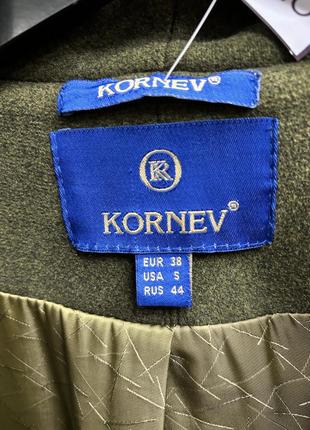 KORNEV®
KR
KORNEV®
EUR 38
USA S
RUS 44